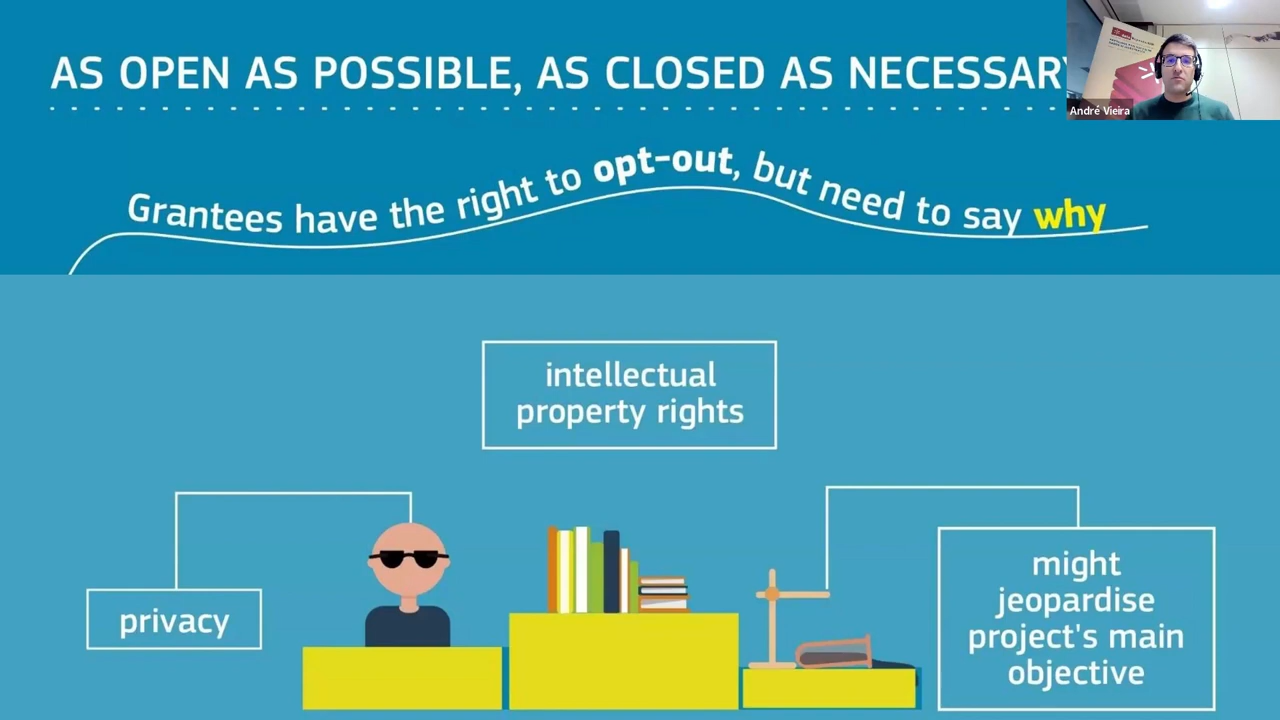 AS OPEN AS POSSIBLE, AS CLOSED AS NECESSARY
André Vieira
Grantees have the right to opt-out, but need to say why
intellectual
property rights
privacy
might
jeopardise
project's main
objective